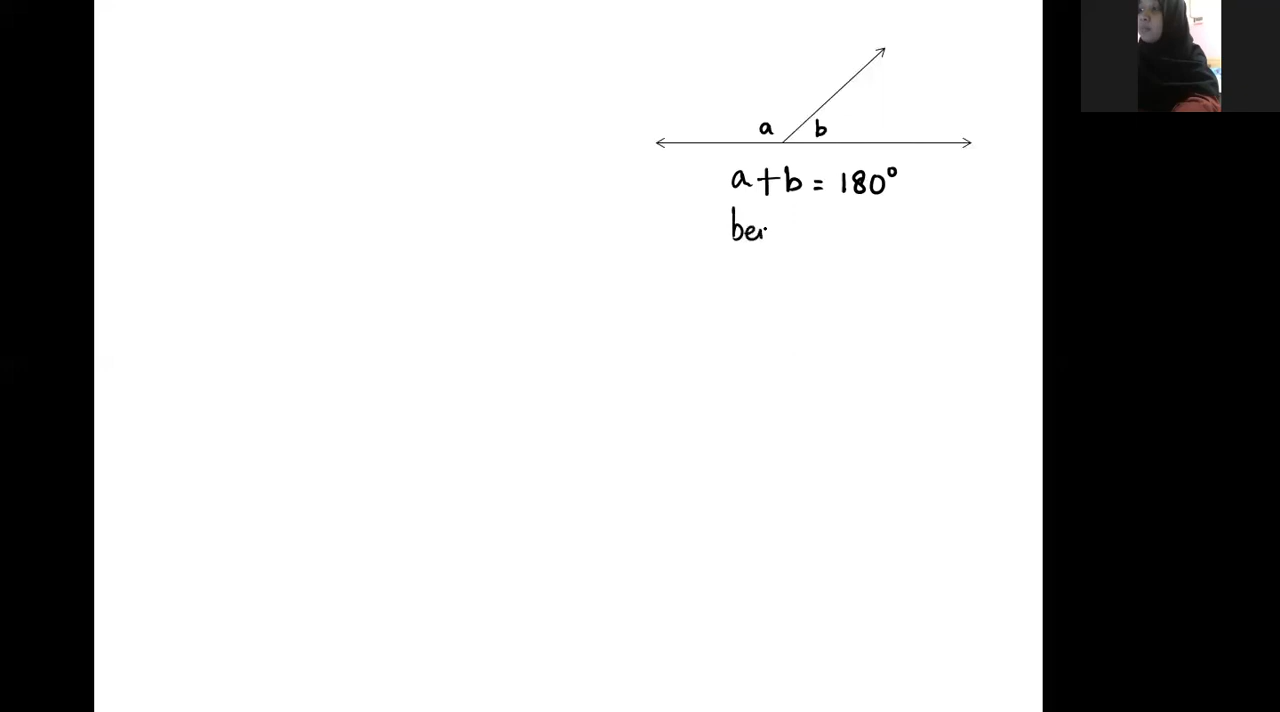 a b
a+b = 180°
ber